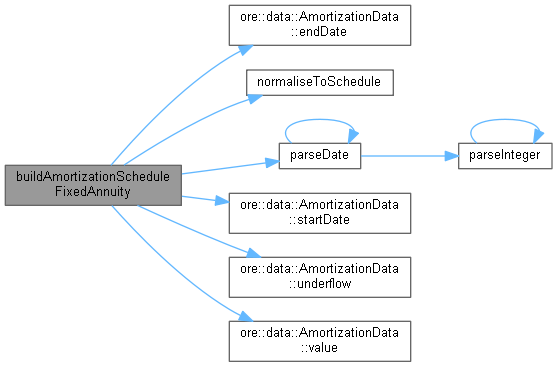 ore::data::AmortizationData
::endDate
normaliseToSchedule
parseDate
parseInteger
buildAmortizationSchedule
FixedAnnuity
ore::data::AmortizationData
::startDate
ore::data::AmortizationData
::underflow
ore::data::AmortizationData
::value